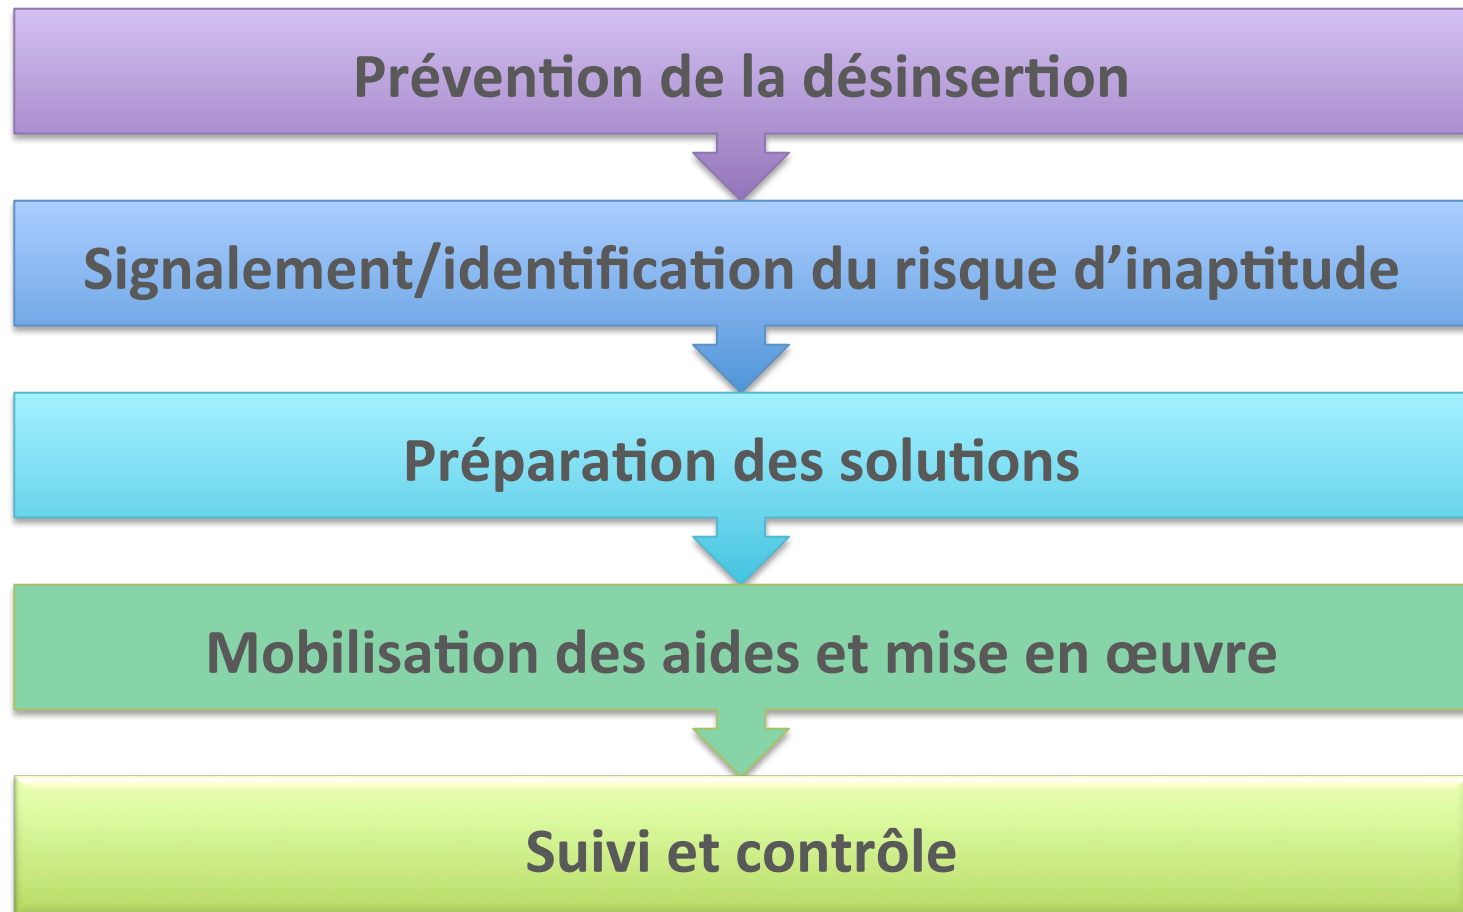 Prévention de la désinsertion
Signalement/identification du risque d’inaptitude
Préparation des solutions
Mobilisation des aides et mise en œuvre
Suivi et contrôle